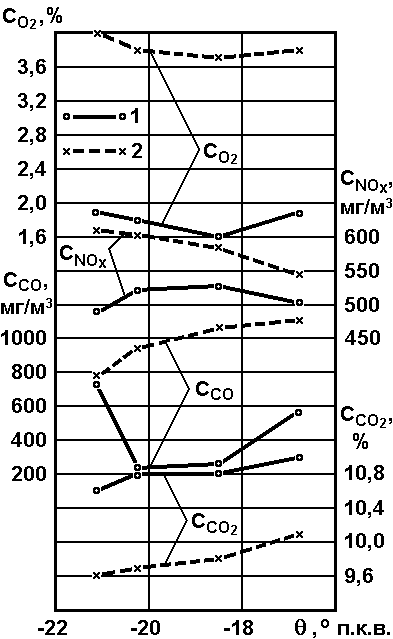 C_O2, %
3,6
3,2
2,8
2,4
2,0
1,6
1
2
C_O2
C_NOx,
мг/м³
600
550
500
450
C_NOx
C_CO,
мг/м³
1000
800
600
400
200
C_CO
C_CO2,
%
10,8
10,4
10,0
9,6
C_CO2
-22 -20 -18 θ,° п.к.в.